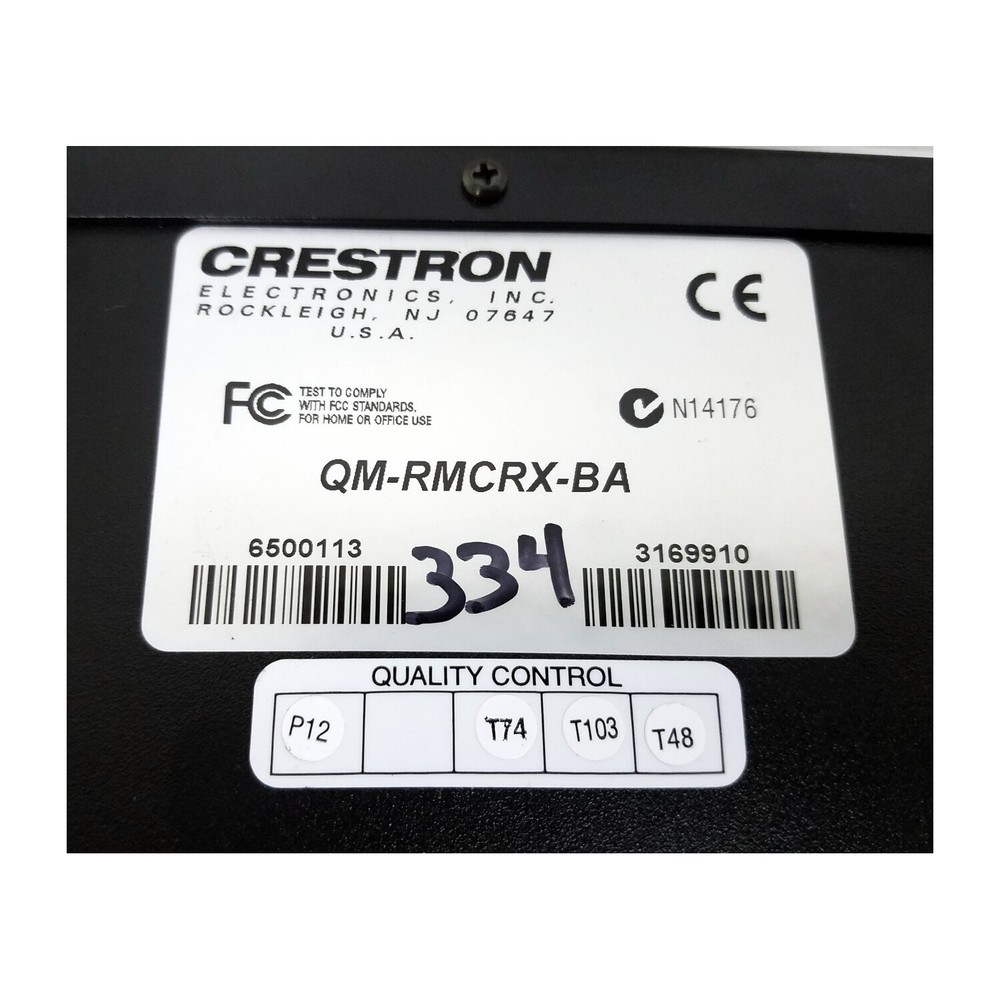 CRESTRON
ELECTRONICS, INC.
ROCKLEIGH, NJ 07647
U.S.A.
CE
FC TEST TO COMPLY
WITH FCC STANDARDS.
FOR HOME OR OFFICE USE
N14176
QM-RMCRX-BA
6500113 334 3169910
QUALITY CONTROL
P12 T74 T103 T48